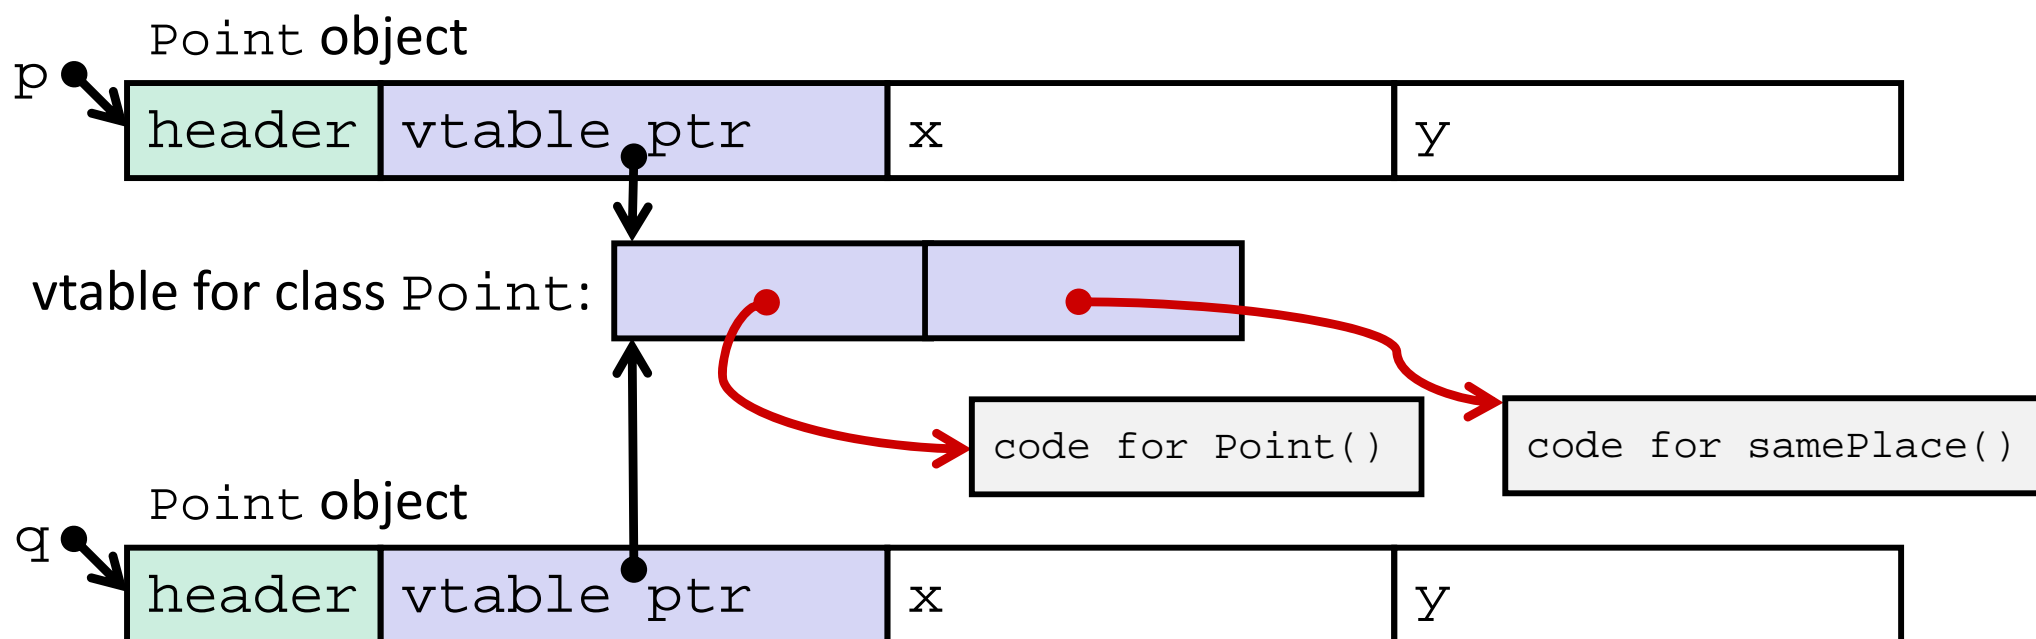 Point object
p
header vtable ptr x y
vtable for class Point:
code for Point() code for samePlace()
Point object
q
header vtable ptr x y